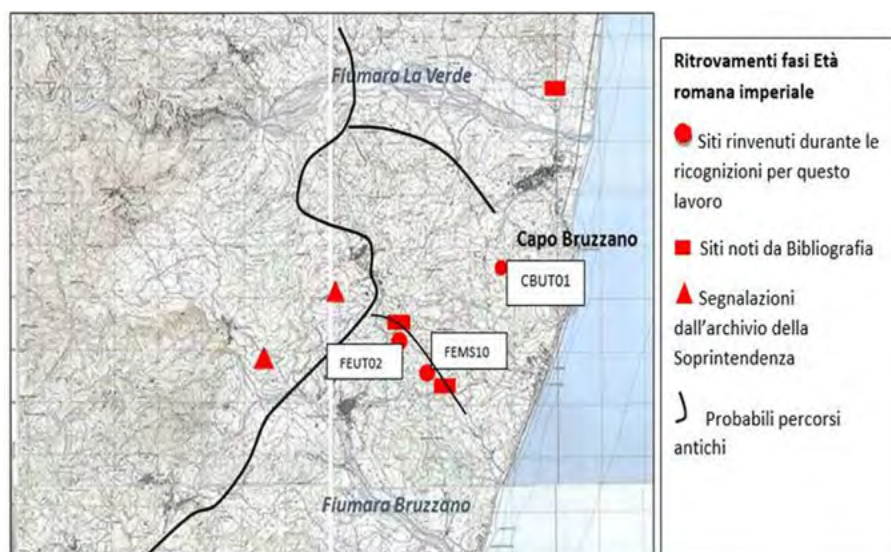 Fiumara La Verde
Capo Bruzzano
CBUT01
FEUT02
FEMS10
Fiumara Bruzzano
Ritrovamenti fasi Età
romana imperiale
Siti rinvenuti durante le
ricognizioni per questo
lavoro
Siti noti da Bibliografia
Segnalazioni
dall'archivio della
Soprintendenza
Probabili percorsi
antichi